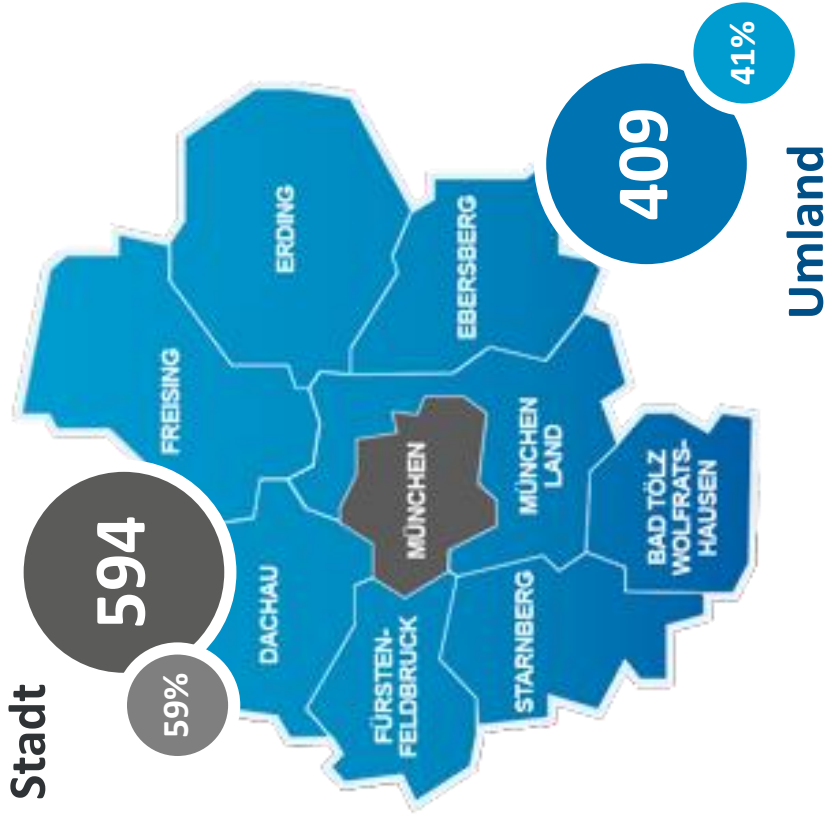 Stadt
594
59%
FREISING
ERDING
DACHAU
FÜRSTEN-
FELDBRUCK
MÜNCHEN
EBERSBERG
STARNBERG
MÜNCHEN
LAND
BAD TÖLZ
WOLFRATS-
HAUSEN
409
41%
Umland